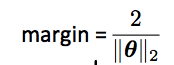 margin = 2 / ‖θ‖₂